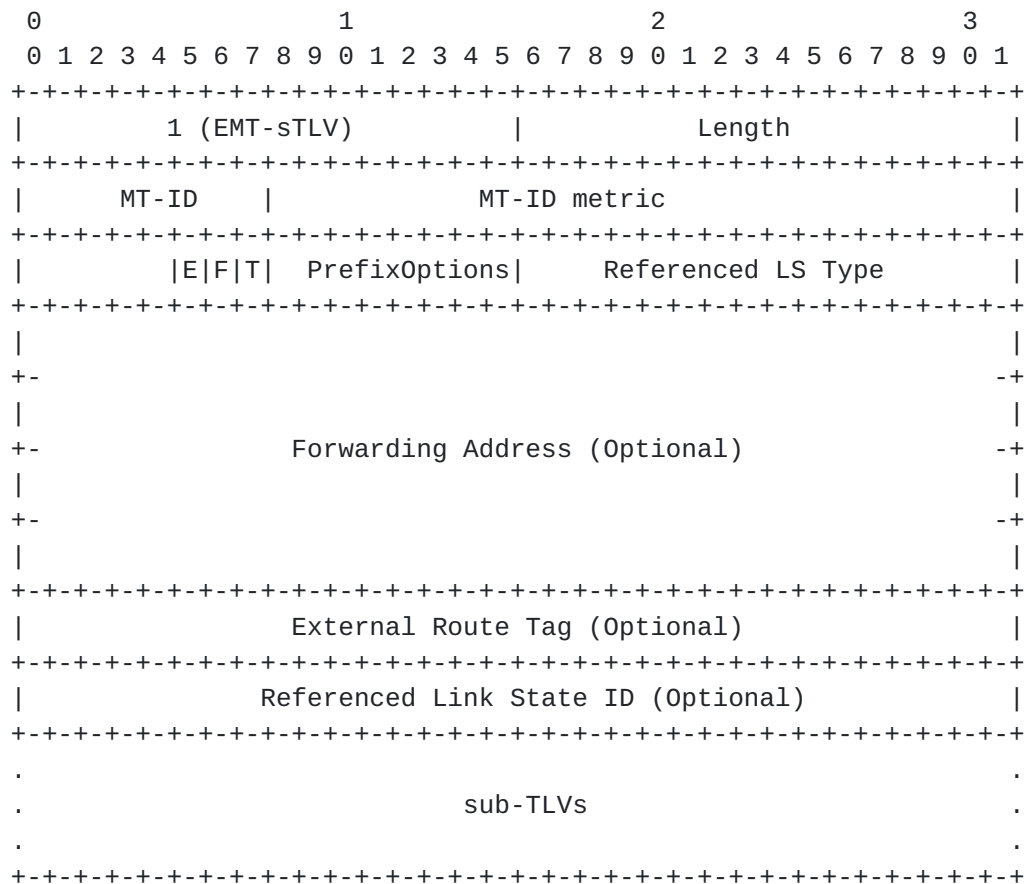 0                   1                   2                   3
 0 1 2 3 4 5 6 7 8 9 0 1 2 3 4 5 6 7 8 9 0 1 2 3 4 5 6 7 8 9 0 1
+-+-+-+-+-+-+-+-+-+-+-+-+-+-+-+-+-+-+-+-+-+-+-+-+-+-+-+-+-+-+-+-+
|         1 (EMT-sTLV)          |           Length              |
+-+-+-+-+-+-+-+-+-+-+-+-+-+-+-+-+-+-+-+-+-+-+-+-+-+-+-+-+-+-+-+-+
|      MT-ID    |             MT-ID metric                      |
+-+-+-+-+-+-+-+-+-+-+-+-+-+-+-+-+-+-+-+-+-+-+-+-+-+-+-+-+-+-+-+-+
|         |E|F|T|  PrefixOptions|     Referenced LS Type        |
+-+-+-+-+-+-+-+-+-+-+-+-+-+-+-+-+-+-+-+-+-+-+-+-+-+-+-+-+-+-+-+-+
|                                                               |
+-                                                             -+
|                                                               |
+-                Forwarding Address (Optional)                -+
|                                                               |
+-                                                             -+
|                                                               |
+-+-+-+-+-+-+-+-+-+-+-+-+-+-+-+-+-+-+-+-+-+-+-+-+-+-+-+-+-+-+-+-+
|                 External Route Tag (Optional)                 |
+-+-+-+-+-+-+-+-+-+-+-+-+-+-+-+-+-+-+-+-+-+-+-+-+-+-+-+-+-+-+-+-+
|               Referenced Link State ID (Optional)             |
+-+-+-+-+-+-+-+-+-+-+-+-+-+-+-+-+-+-+-+-+-+-+-+-+-+-+-+-+-+-+-+-+
.                                                               .
.                            sub-TLVs                           .
.                                                               .
+-+-+-+-+-+-+-+-+-+-+-+-+-+-+-+-+-+-+-+-+-+-+-+-+-+-+-+-+-+-+-+-+